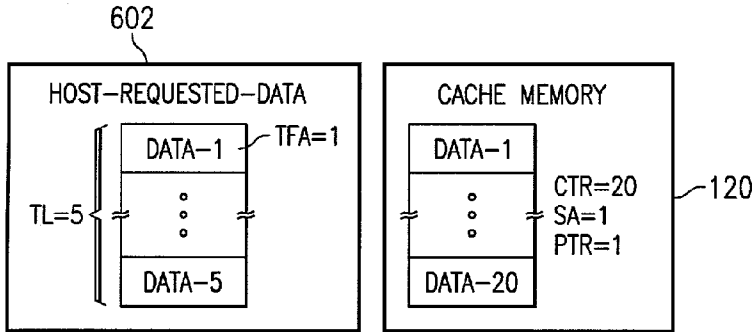 602
HOST-REQUESTED-DATA
DATA-1
TFA=1
TL=5
DATA-5
CACHE MEMORY
DATA-1
CTR=20
SA=1
PTR=1
120
DATA-20